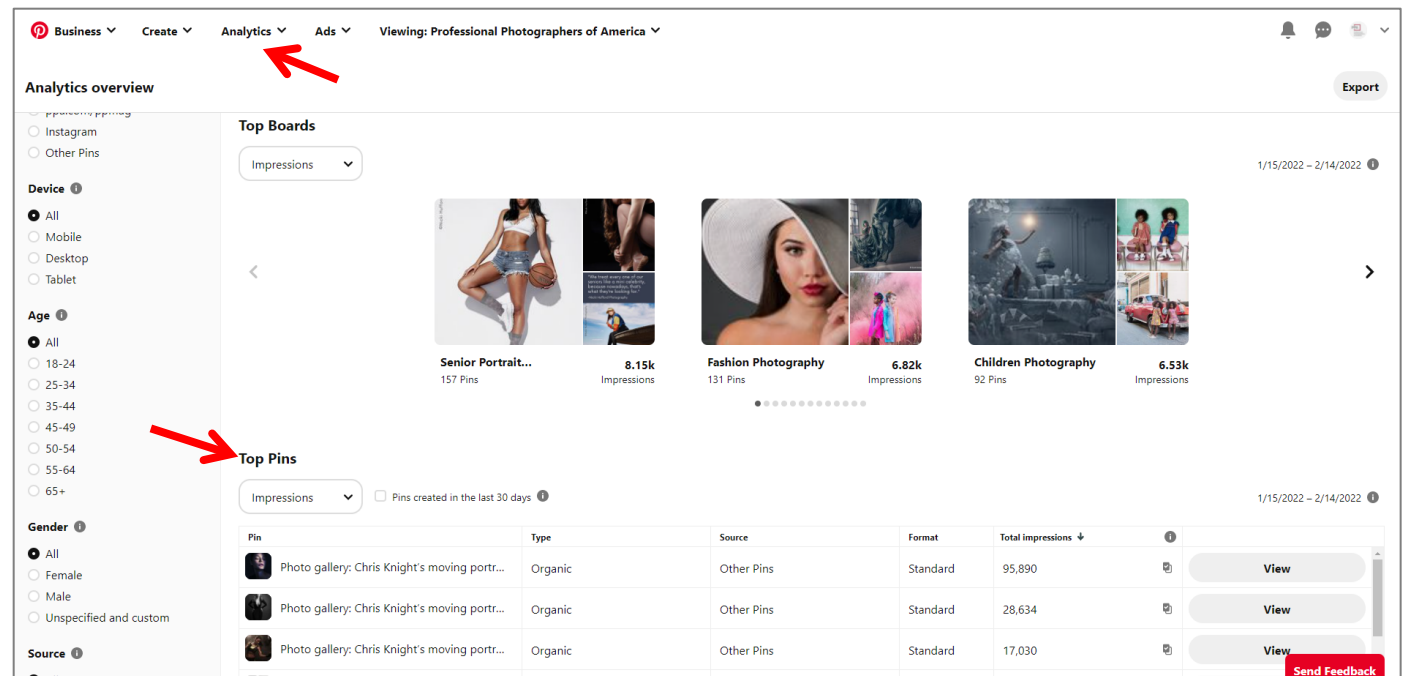 Business Create Analytics Ads Viewing: Professional Photographers of America
Analytics overview
Export
ppa.com/ppmag
Instagram
Other Pins
Device
All
Mobile
Desktop
Tablet
Age
All
18-24
25-34
35-44
45-49
50-54
55-64
65+
Gender
All
Female
Male
Unspecified and custom
Source
Top Boards
Impressions
1/15/2022 – 2/14/2022
Senior Portrait... 8.15k
157 Pins Impressions
Fashion Photography 6.82k
131 Pins Impressions
Children Photography 6.53k
92 Pins Impressions
Top Pins
Impressions Pins created in the last 30 days
1/15/2022 – 2/14/2022
Pin Type Source Format Total impressions
Photo gallery: Chris Knight's moving portr... Organic Other Pins Standard 95,890 View
Photo gallery: Chris Knight's moving portr... Organic Other Pins Standard 28,634 View
Photo gallery: Chris Knight's moving portr... Organic Other Pins Standard 17,030 View
Send Feedback